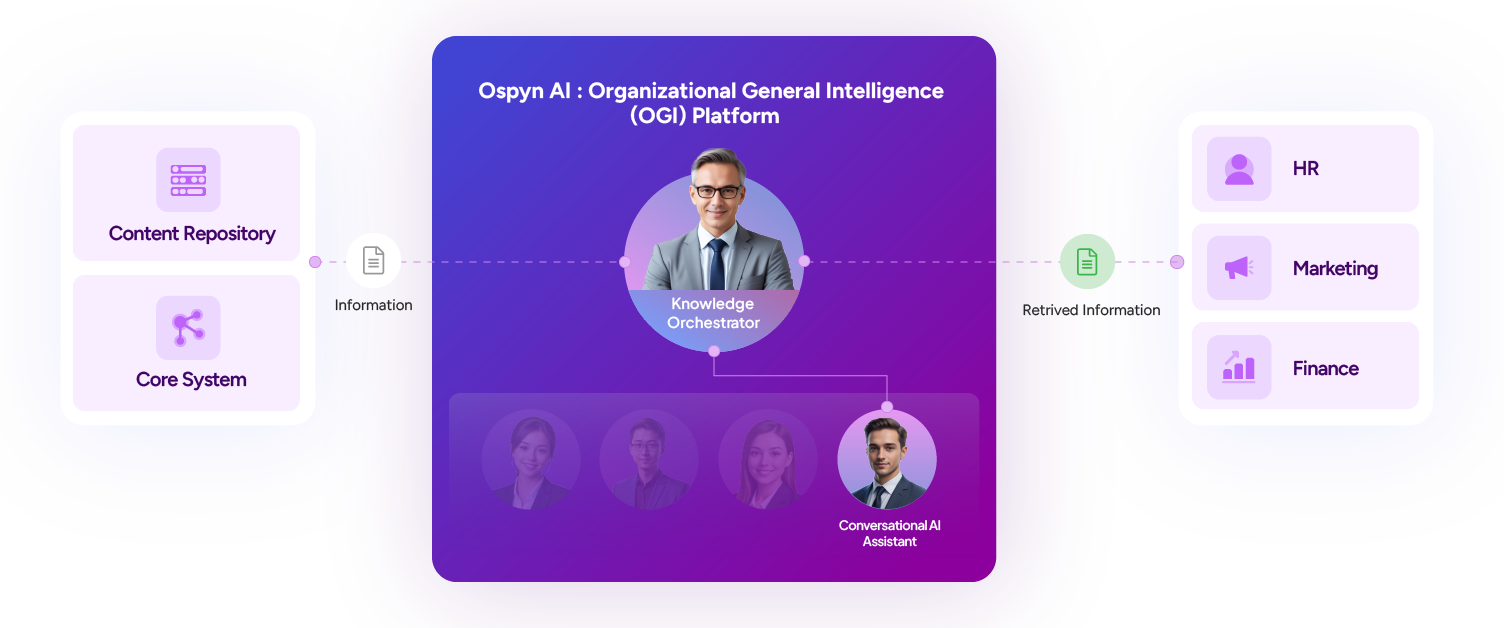 Ospyn AI : Organizational General Intelligence
(OGI) Platform
Content Repository
Core System
Information
Knowledge
Orchestrator
Conversational AI
Assistant
Retrived Information
HR
Marketing
Finance